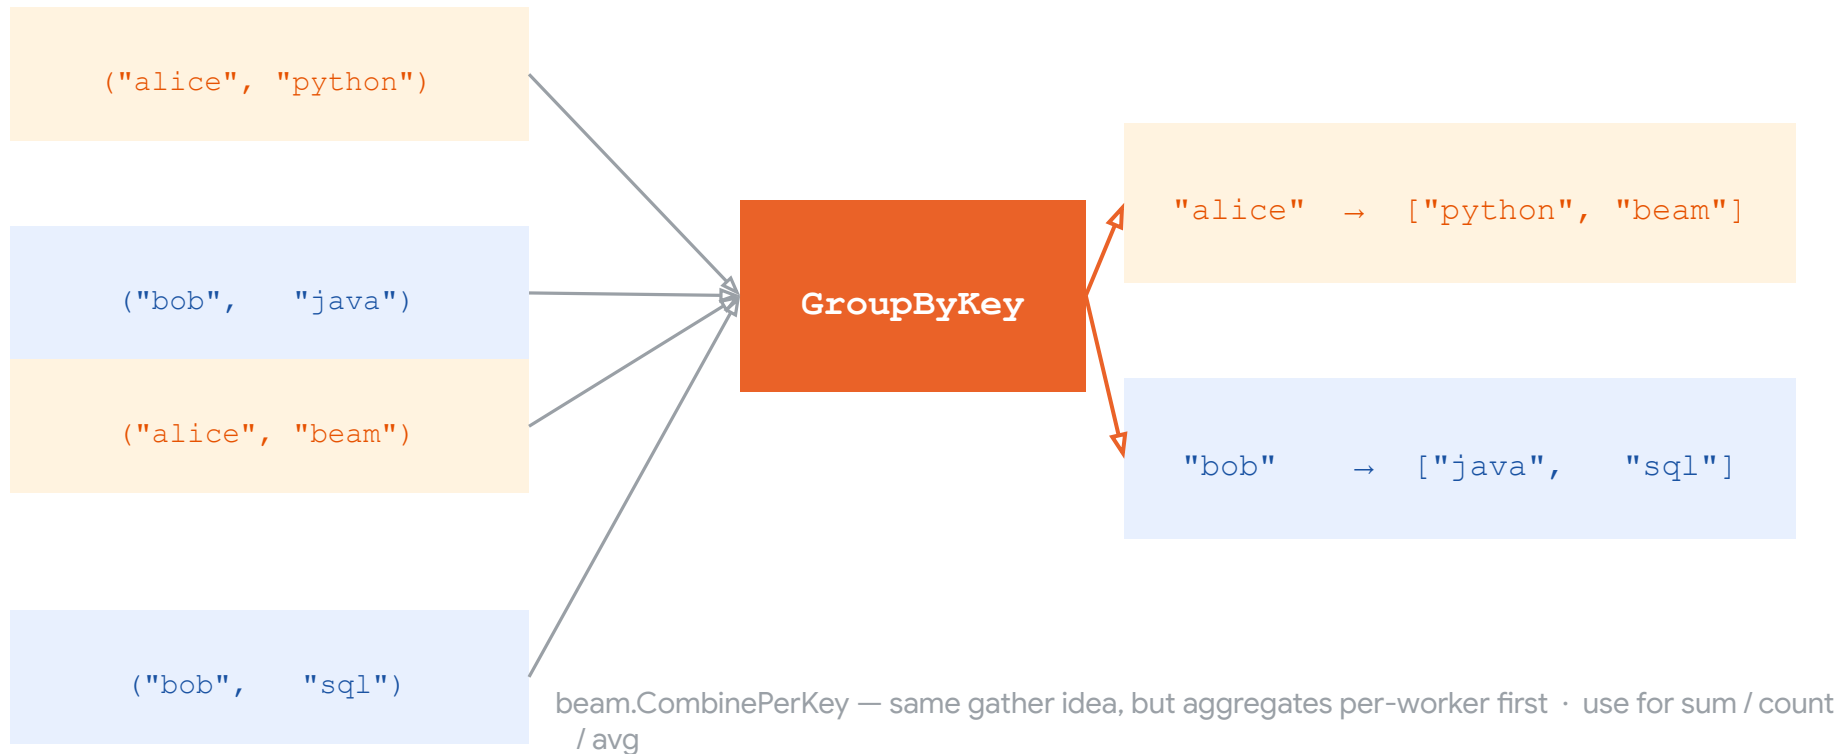 ("alice", "python")
("bob",   "java")
("alice", "beam")
("bob",   "sql")
GroupByKey
"alice"  →  ["python", "beam"]
"bob"    →  ["java",   "sql"]
beam.CombinePerKey — same gather idea, but aggregates per-worker first · use for sum / count
/ avg